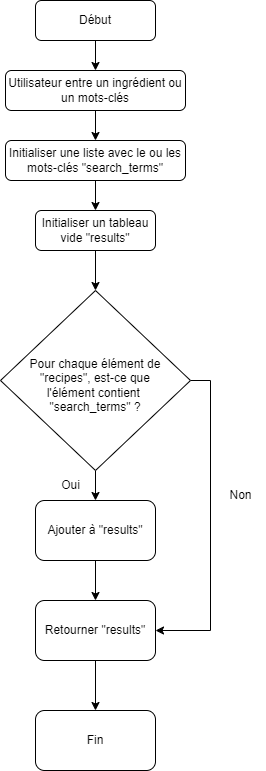 Début
Utilisateur entre un ingrédient ou
un mots-clés
Initialiser une liste avec le ou les
mots-clés "search_terms"
Initialiser un tableau
vide "results"
Pour chaque élément de
"recipes", est-ce que
l'élément contient
"search_terms" ?
Oui
Non
Ajouter à "results"
Retourner "results"
Fin